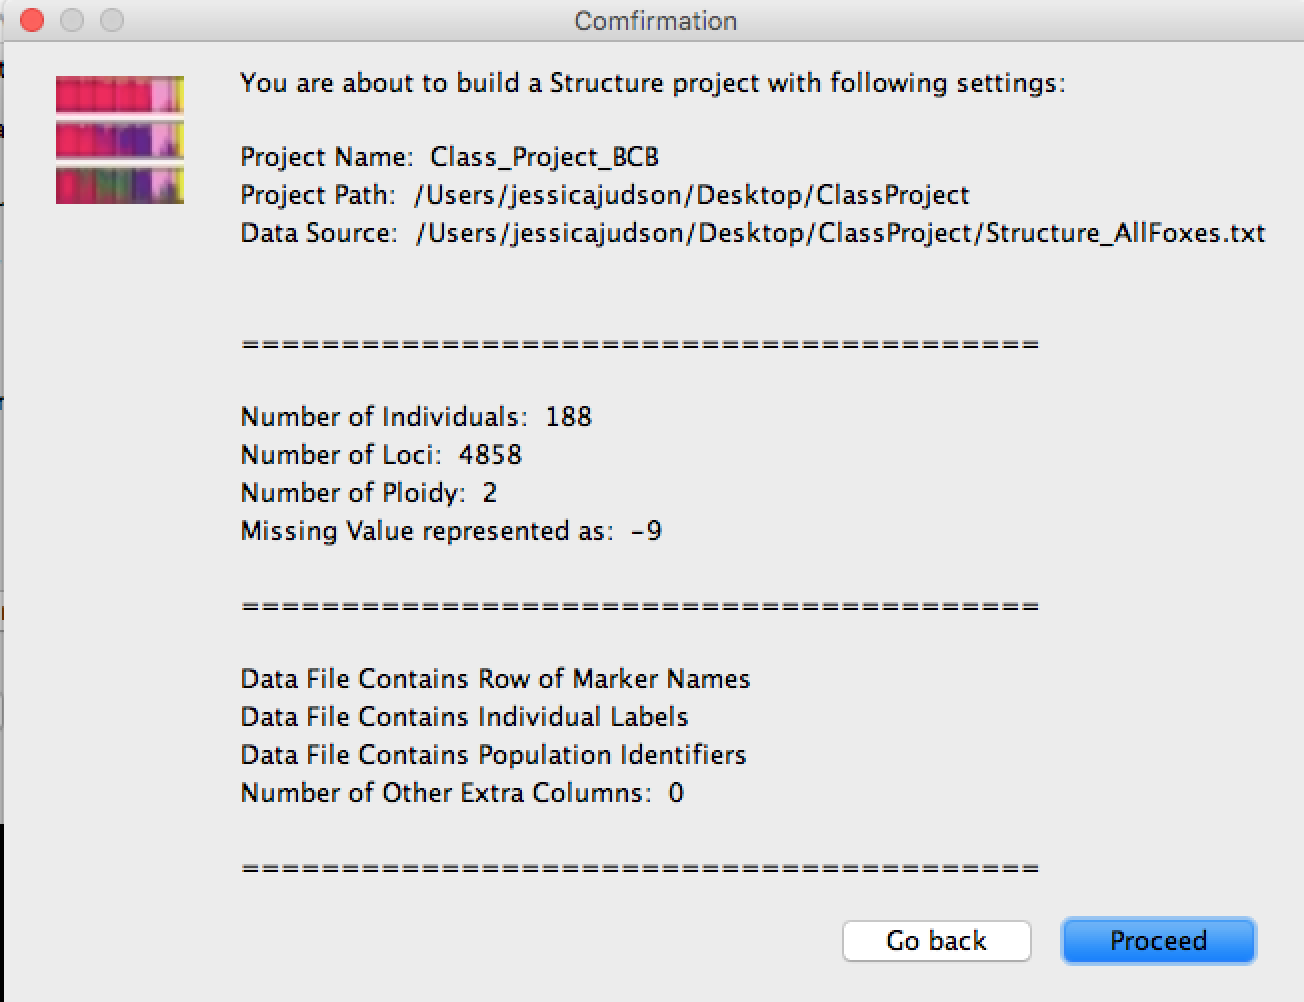 Comfirmation
You are about to build a Structure project with following settings:
Project Name: Class_Project_BCB
Project Path: /Users/jessicajudson/Desktop/ClassProject
Data Source: /Users/jessicajudson/Desktop/ClassProject/Structure_AllFoxes.txt
========================================
Number of Individuals: 188
Number of Loci: 4858
Number of Ploidy: 2
Missing Value represented as: -9
========================================
Data File Contains Row of Marker Names
Data File Contains Individual Labels
Data File Contains Population Identifiers
Number of Other Extra Columns: 0
========================================
Go back
Proceed